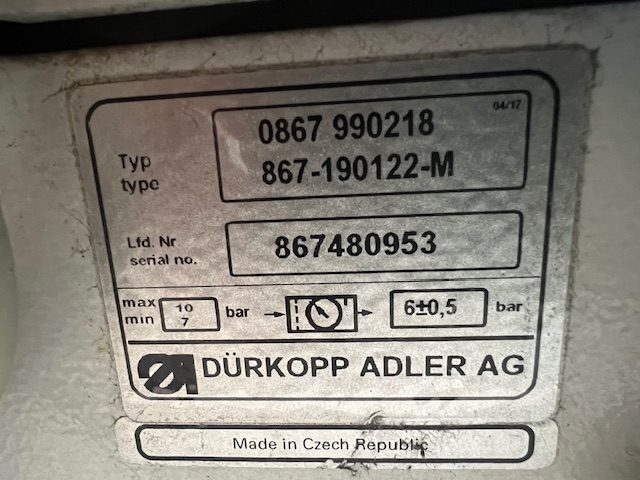 04/17
0867 990218
Typ
type
867-190122-M
Lfd. Nr
serial no.
867480953
max
min
10
7
bar
6±0,5
bar
DÜRKOPP ADLER AG
Made in Czech Republic